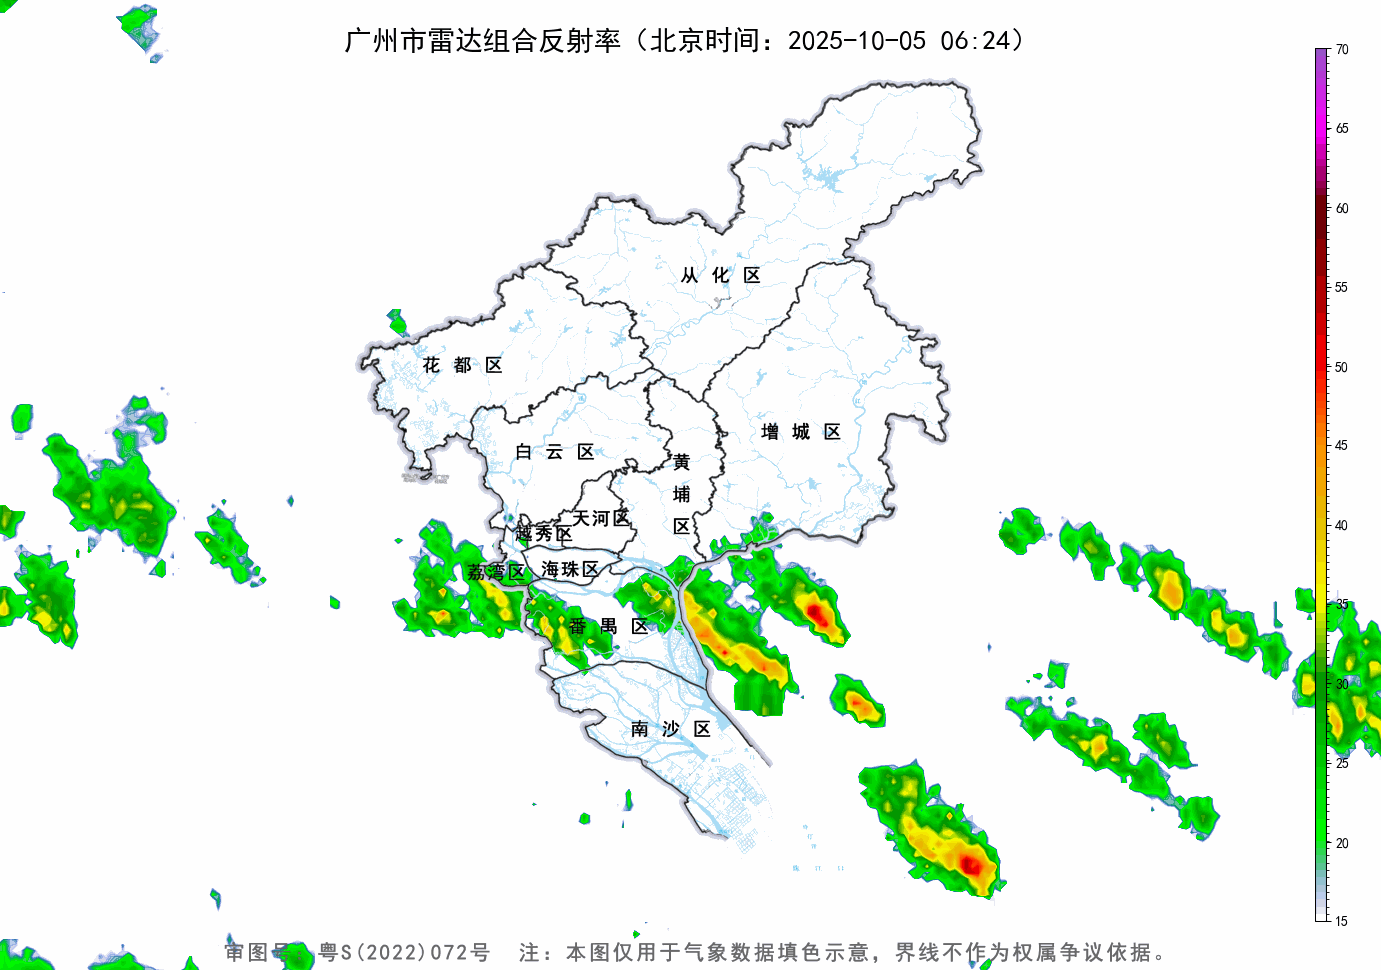 广州市雷达组合反射率（北京时间：2025-10-05 06:24）
70
65
60
55
50
45
40
35
30
25
20
15
从化区
花都区
增城区
白云区
黄埔区
天河区
越秀区
海珠区
荔湾区
番禺区
南沙区
审图号：粤S(2022)072号 注：本图仅用于气象数据填色示意，界线不作为权属争议依据。